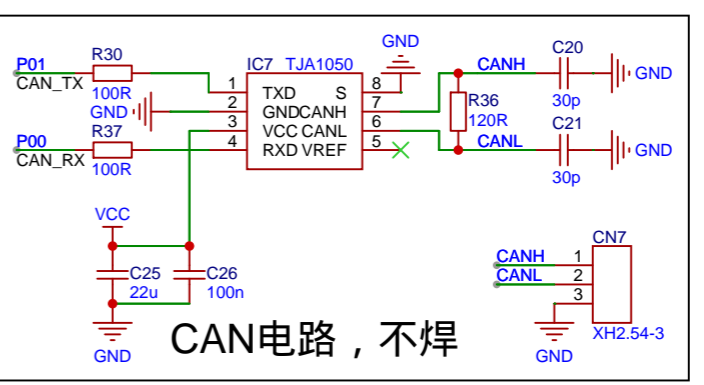 P01
CAN_TX
R30
100R
GND
P00
CAN_RX
R37
100R
IC7 TJA1050
1 TXD S 8
2 GNDCANH 7
3 VCC CANL 6
4 RXD VREF 5
GND
CANH
R36
120R
CANL
C20
30p
GND
C21
30p
GND
VCC
C25
22u
C26
100n
GND
CAN电路，不焊
CN7
CANH 1
CANL 2
3
XH2.54-3
GND